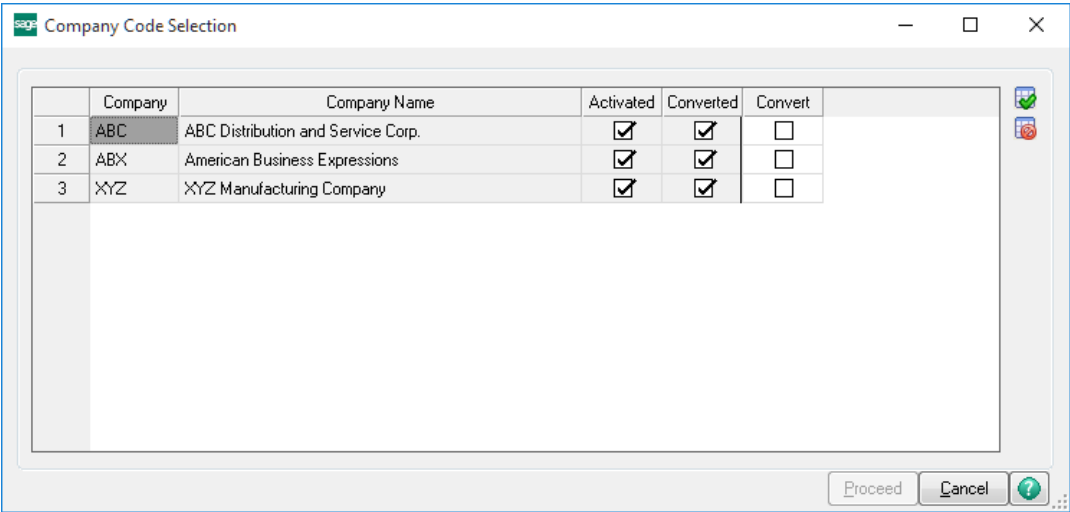 sage Company Code Selection
Company Company Name Activated Converted Convert
1 ABC ABC Distribution and Service Corp.
2 ABX American Business Expressions
3 XYZ XYZ Manufacturing Company
Proceed Cancel ?